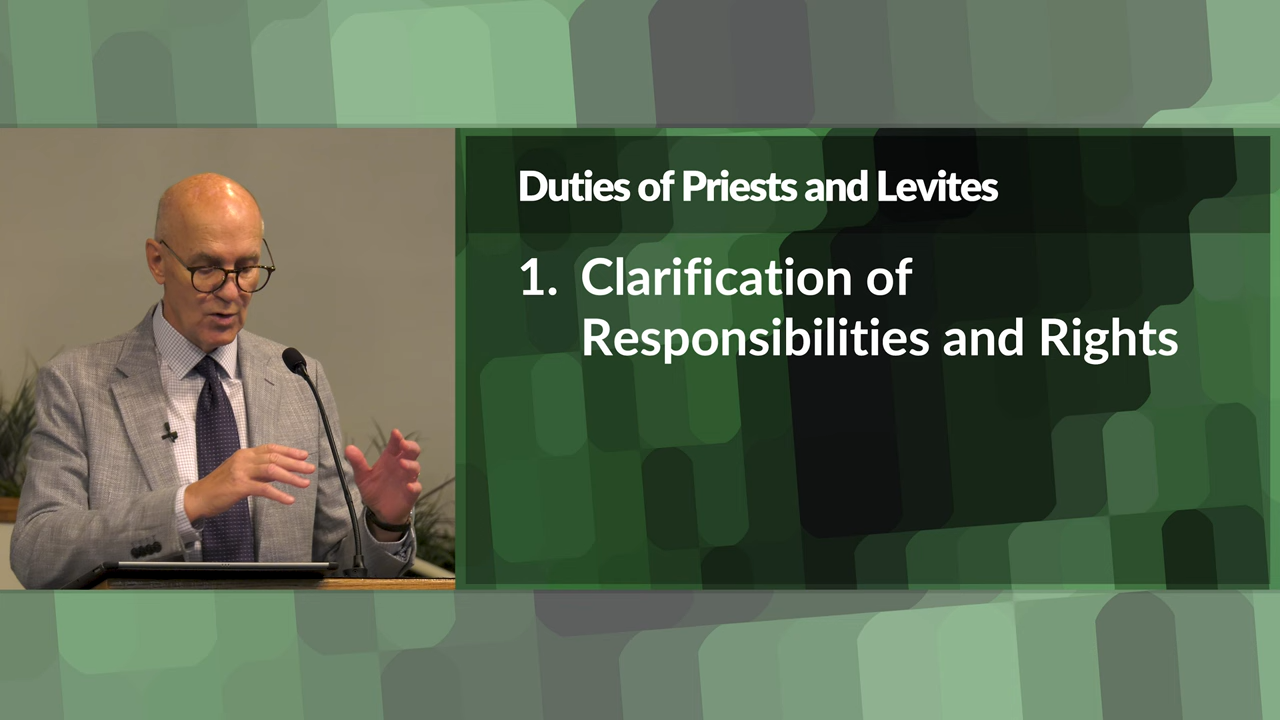 Duties of Priests and Levites
1. Clarification of
Responsibilities and Rights